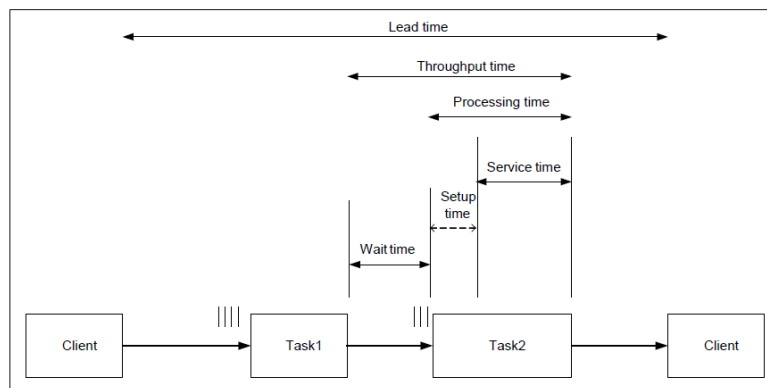 Lead time
Throughput time
Processing time
Service time
Setup
time
Wait time
Client
Task1
Task2
Client